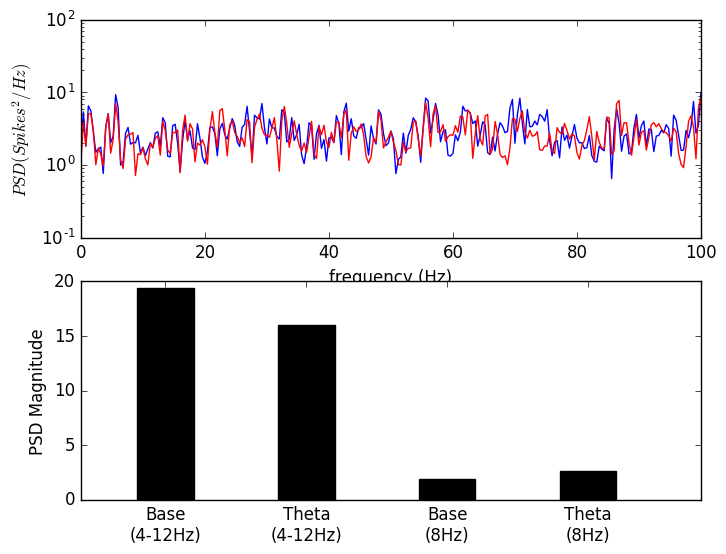 10^2
10^1
10^0
10^-1
PSD(Spikes^2/Hz)
0 20 40 60 80 100
frequency (Hz)
20
15
10
5
0
PSD Magnitude
Base Theta Base Theta
(4-12Hz) (4-12Hz) (8Hz) (8Hz)